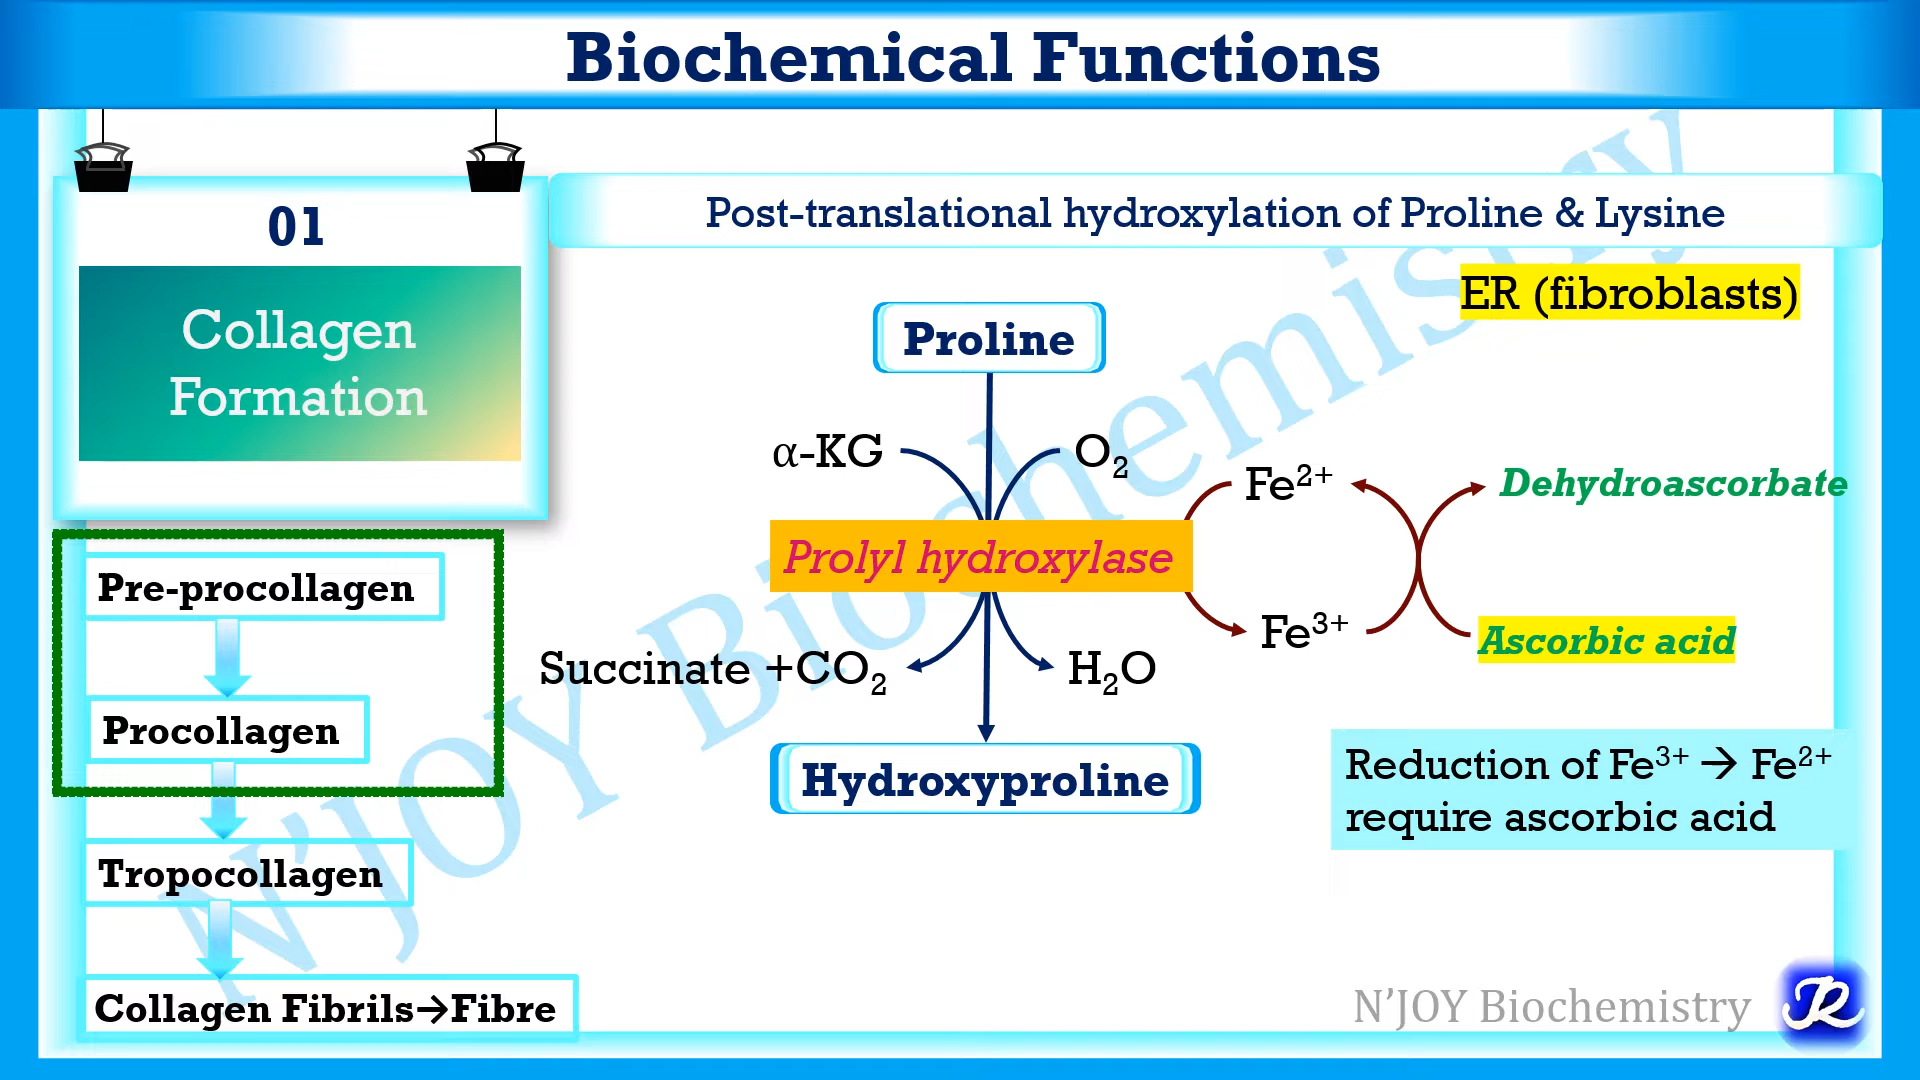 Biochemical Functions
01
Collagen
Formation
Post-translational hydroxylation of Proline & Lysine
ER (fibroblasts)
Proline
α-KG
O₂
Fe²⁺
Dehydroascorbate
Prolyl hydroxylase
Fe³⁺
Ascorbic acid
Succinate +CO₂
H₂O
Hydroxyproline
Reduction of Fe³⁺ → Fe²⁺
require ascorbic acid
Pre-procollagen
Procollagen
Tropocollagen
Collagen Fibrils→Fibre
N'JOY Biochemistry
N’JOY Biochemistry
JR